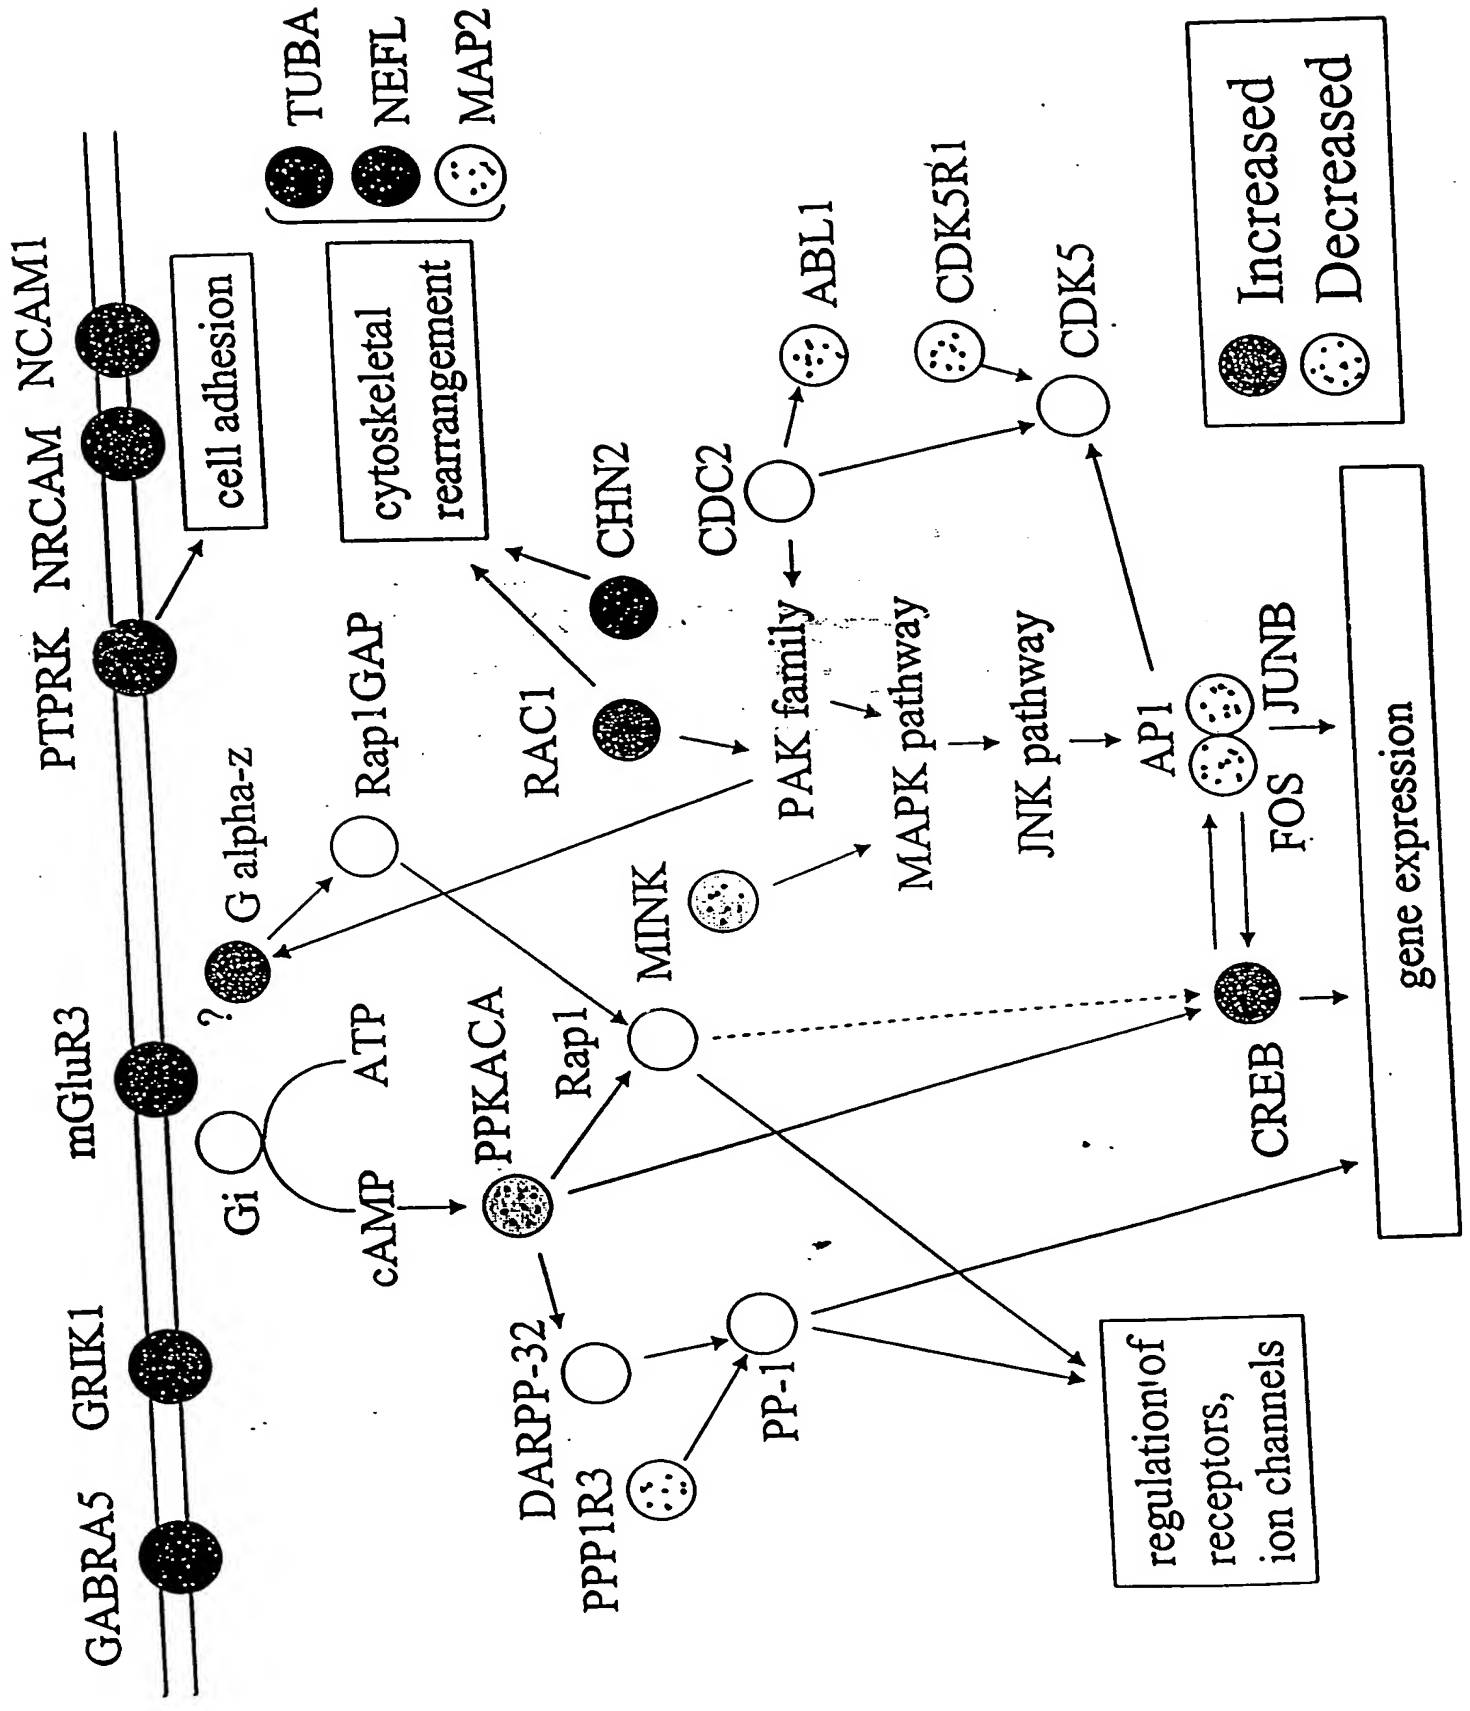 GABRA5
GRIK1
mGluR3
PTPRK
NRCAM
NCAM1
Gi
?
G alpha-z
cell adhesion
TUBA
NEFL
MAP2
cAMP
ATP
Rap1GAP
cytoskeletal
rearrangement
PPKACA
DARPP-32
Rap1
RAC1
CHN2
PPP1R3
MINK
CDC2
ABL1
PP-1
PAK family
MAPK pathway
CDK5R1
JNK pathway
CDK5
regulation of
receptors,
ion channels
AP1
CREB
FOS
JUNB
gene expression
Increased
Decreased